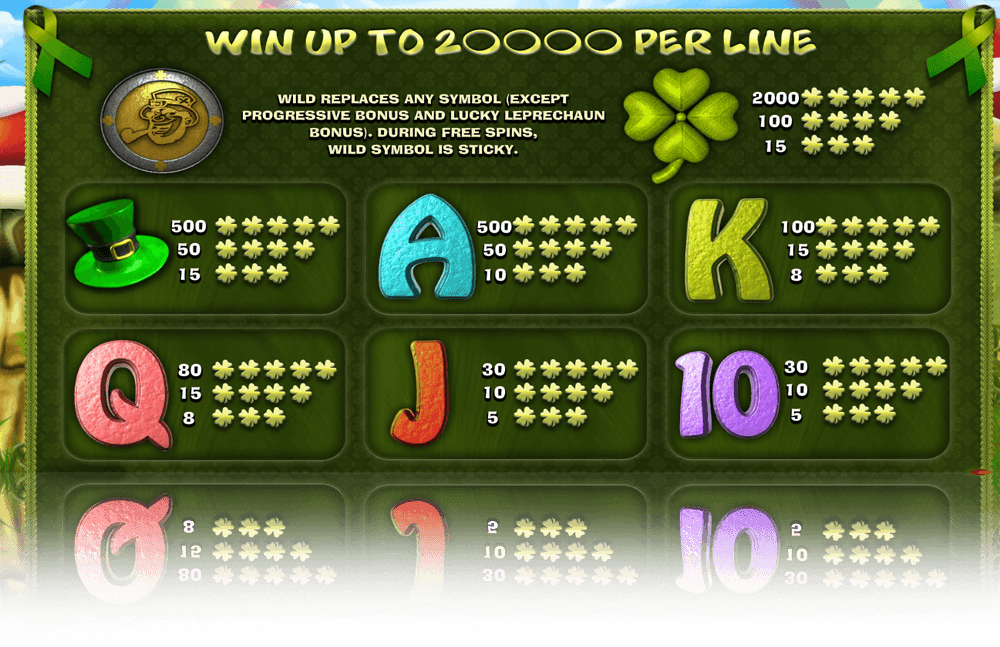 WIN UP TO 20000 PER LINE
WILD REPLACES ANY SYMBOL (EXCEPT
PROGRESSIVE BONUS AND LUCKY LEPRECHAUN
BONUS). DURING FREE SPINS,
WILD SYMBOL IS STICKY.
2000
100
15
500
50
15
A
500
50
10
K
100
15
8
Q
80
15
8
J
30
10
5
10
30
10
5